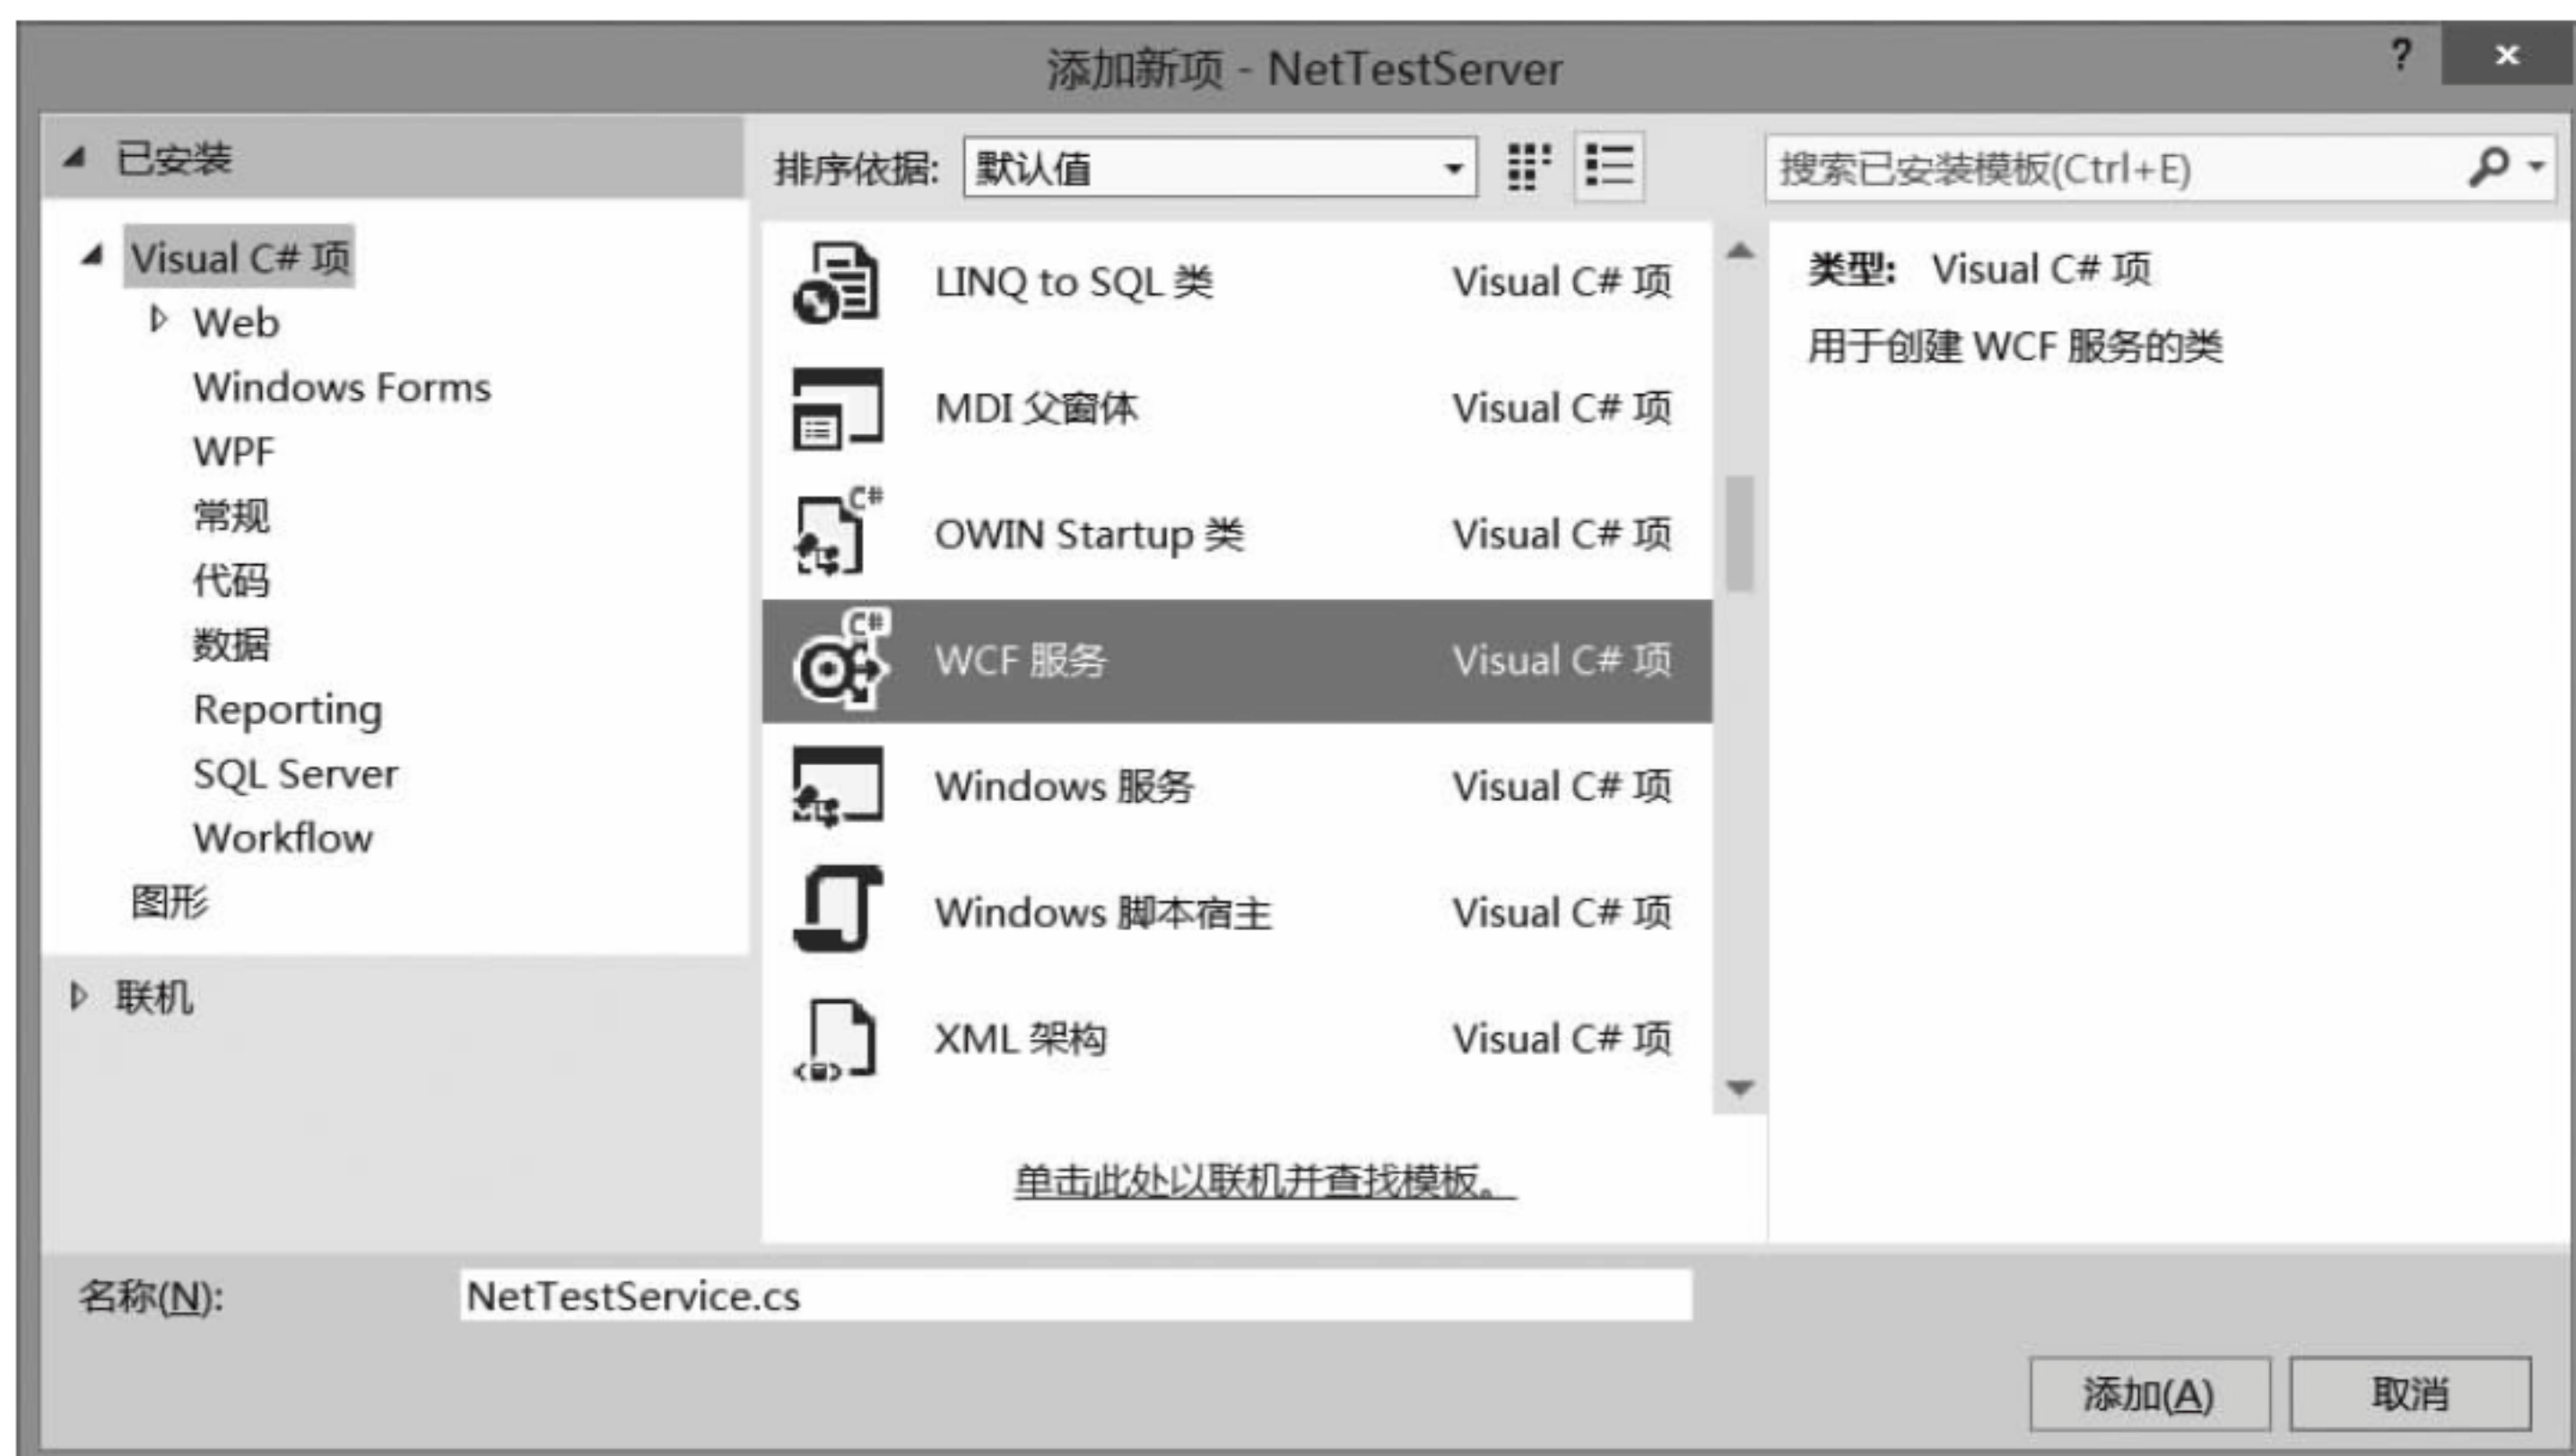 添加新项 - NetTestServer
?
已安装
Visual C# 项
Web
Windows Forms
WPF
常规
代码
数据
Reporting
SQL Server
Workflow
图形
联机
排序依据: 默认值
搜索已安装模板(Ctrl+E)
LINQ to SQL 类 Visual C# 项
MDI 父窗体 Visual C# 项
C#
OWIN Startup 类 Visual C# 项
C#
WCF 服务 Visual C# 项
Windows 服务 Visual C# 项
Windows 脚本宿主 Visual C# 项
XML 架构 Visual C# 项
单击此处以联机并查找模板。
类型: Visual C# 项
用于创建 WCF 服务的类
名称(N): NetTestService.cs
添加(A) 取消